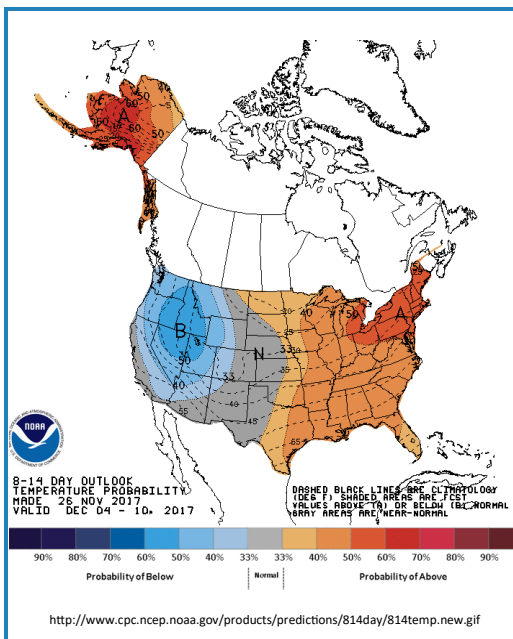 50
60
50
A
60
50
50
B
50
40
33
N
33
40
50
A
30
35
40
45
55
65
NOAA
8-14 DAY OUTLOOK
TEMPERATURE PROBABILITY
MADE 26 NOV 2017
VALID DEC 04 - 10, 2017
DASHED BLACK LINES ARE CLIMATOLOGY
(DEG F) SHADED AREAS ARE FCST
VALUES ABOVE (A) OR BELOW (B) NORMAL
GRAY AREAS ARE NEAR-NORMAL
90% 80% 70% 60% 50% 40% 33% 33% 40% 50% 60% 70% 80% 90%
Probability of Below Normal Probability of Above
http://www.cpc.ncep.noaa.gov/products/predictions/814day/814temp.new.gif